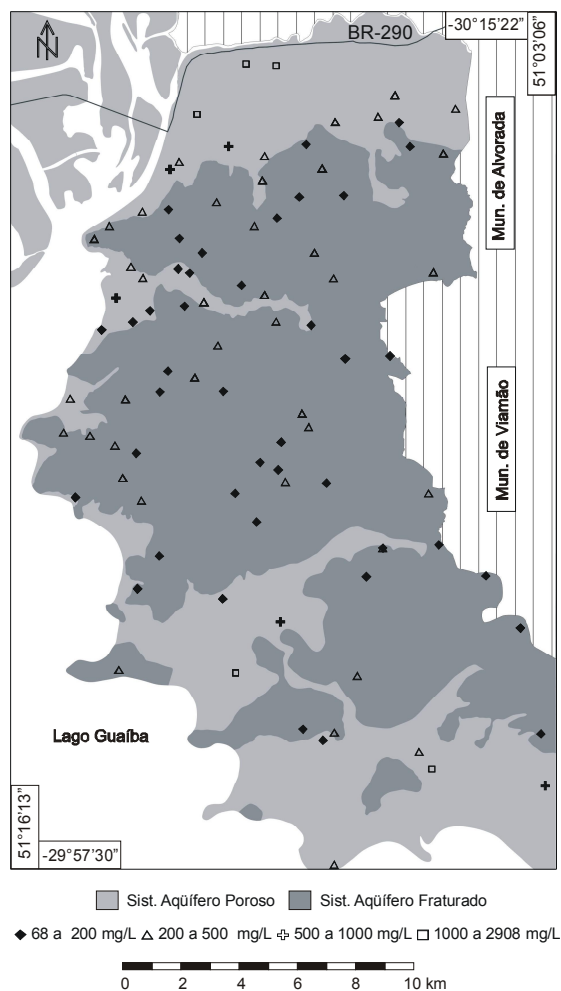 N
BR-290
-30°15'22"
51°03'06"
Mun. de Alvorada
Mun. de Viamão
Lago Guaíba
51°16'13"
-29°57'30"
Sist. Aqüífero Poroso
Sist. Aqüífero Fraturado
68 a 200 mg/L
200 a 500 mg/L
500 a 1000 mg/L
1000 a 2908 mg/L
0 2 4 6 8 10 km